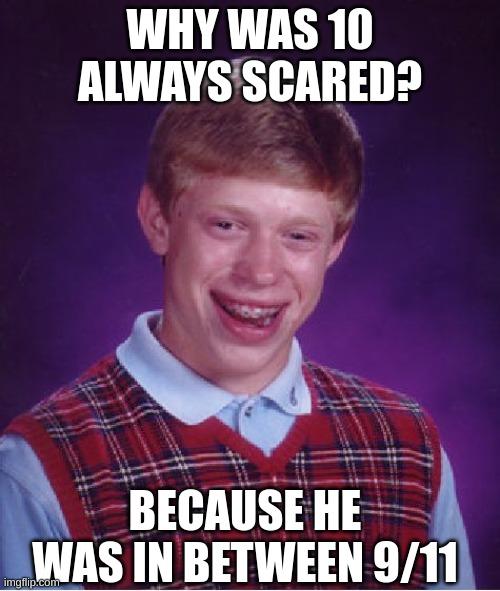 WHY WAS 10
ALWAYS SCARED?
BECAUSE HE
WAS IN BETWEEN 9/11
imgflip.com